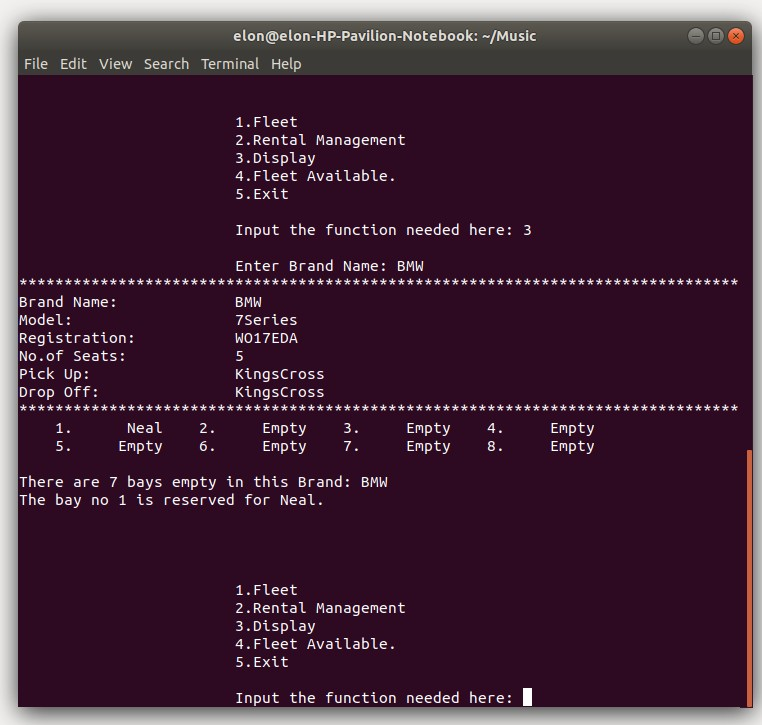 elon@elon-HP-Pavilion-Notebook: ~/Music
File Edit View Search Terminal Help
1.Fleet
2.Rental Management
3.Display
4.Fleet Available.
5.Exit
Input the function needed here: 3
Enter Brand Name: BMW
********************************************************************************
Brand Name: BMW
Model: 7Series
Registration: WO17EDA
No.of Seats: 5
Pick Up: KingsCross
Drop Off: KingsCross
********************************************************************************
1. Neal 2. Empty 3. Empty 4. Empty
5. Empty 6. Empty 7. Empty 8. Empty
There are 7 bays empty in this Brand: BMW
The bay no 1 is reserved for Neal.
1.Fleet
2.Rental Management
3.Display
4.Fleet Available.
5.Exit
Input the function needed here: